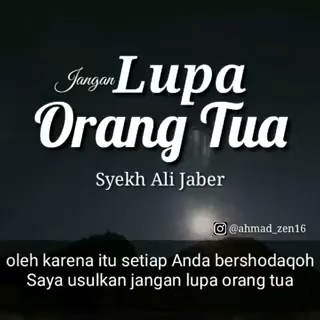 Jangan Lupa
Orang Tua
Syekh Ali Jaber
@ahmad_zen16
oleh karena itu setiap Anda bershodaqoh
Saya usulkan jangan lupa orang tua